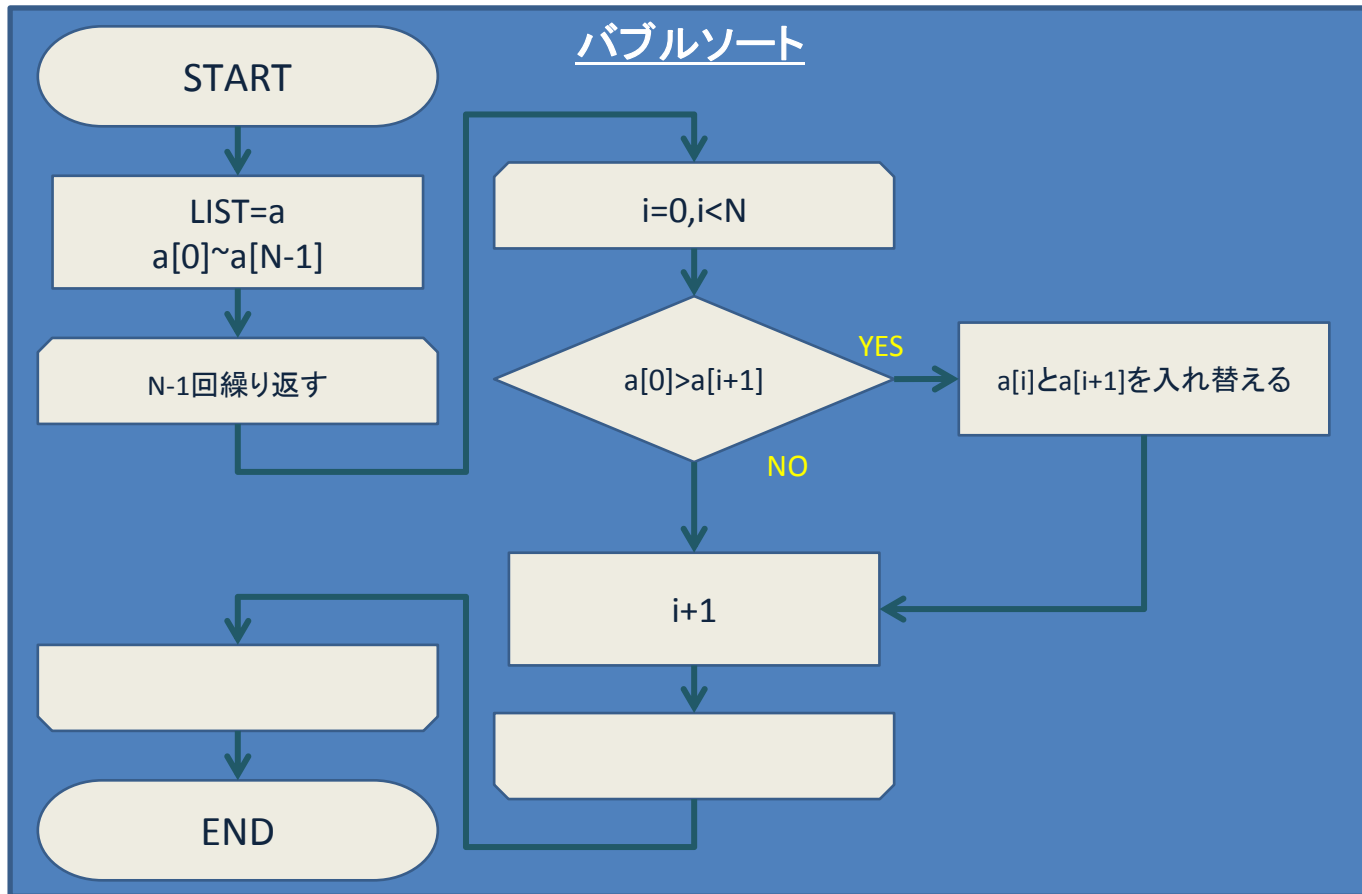 バブルソート
START
LIST=a
a[0]~a[N-1]
N-1回繰り返す
i=0,i<N
a[0]>a[i+1]
YES
a[i]とa[i+1]を入れ替える
NO
i+1
END